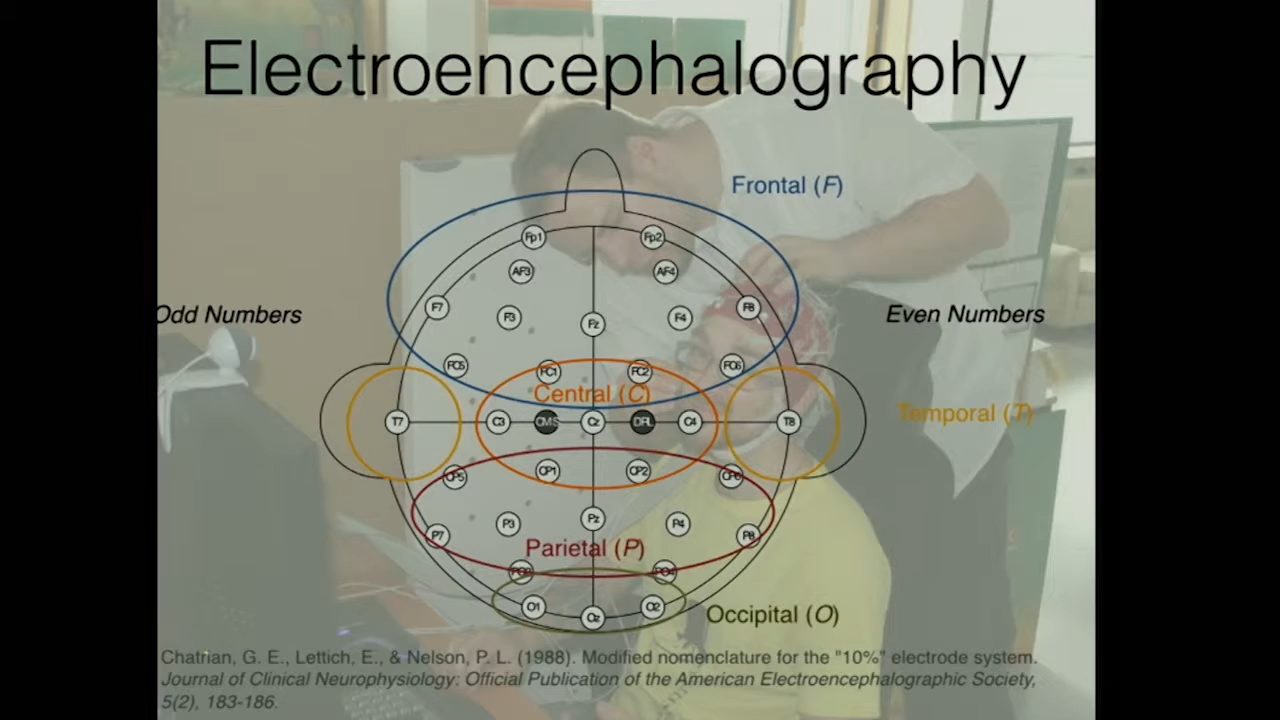 Electroencephalography
Frontal (F)
Fp1 Fp2
AF3 AF4
F7 F3 Fz F4 F8
Odd Numbers
Even Numbers
FC5 FC1 FC2 FC6
Central (C)
Temporal (T)
T7 C3 CMS Cz DRL C4 T8
CP5 CP1 CP2 CP6
P7 P3 Pz P4 P8
Parietal (P)
PO3 PO4
O1 Oz O2
Occipital (O)
Chatrian, G. E., Lettich, E., & Nelson, P. L. (1988). Modified nomenclature for the "10%" electrode system.
Journal of Clinical Neurophysiology: Official Publication of the American Electroencephalographic Society,
5(2), 183-186.